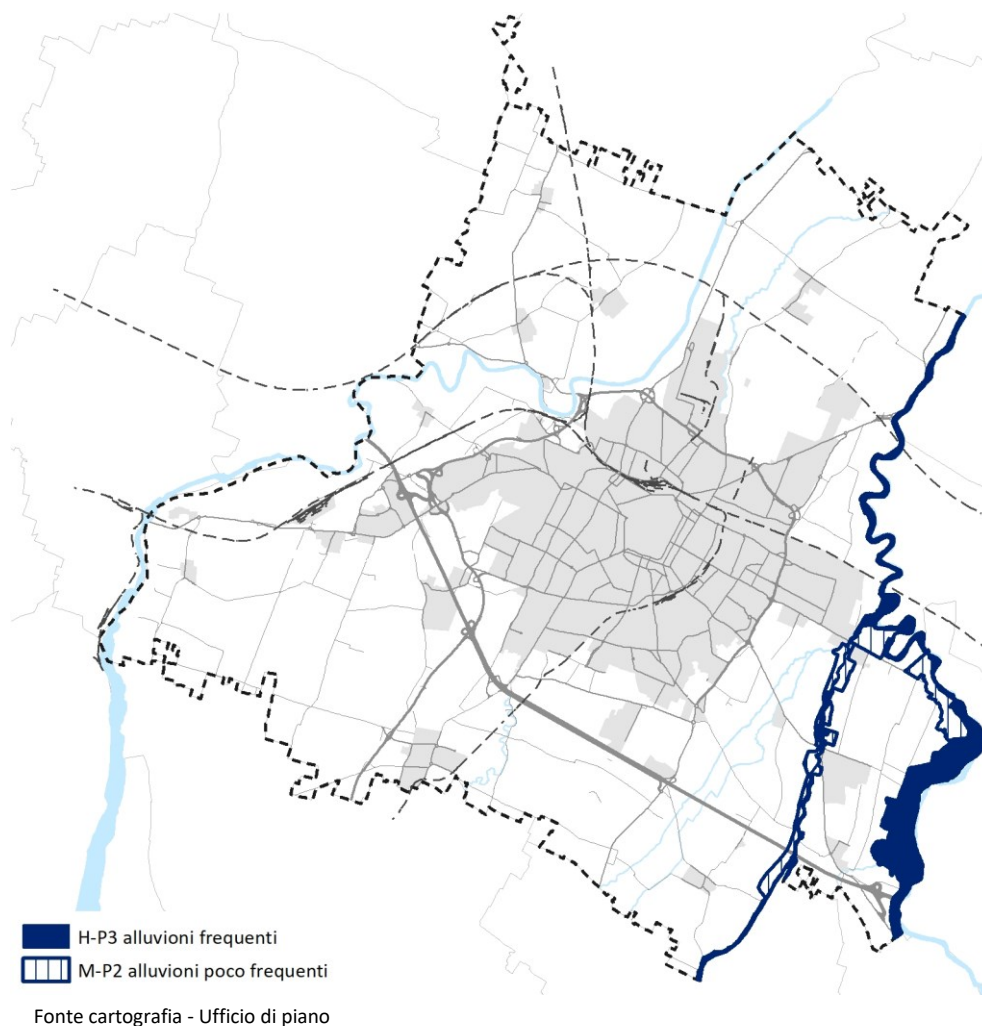 H-P3 alluvioni frequenti
M-P2 alluvioni poco frequenti
Fonte cartografia - Ufficio di piano